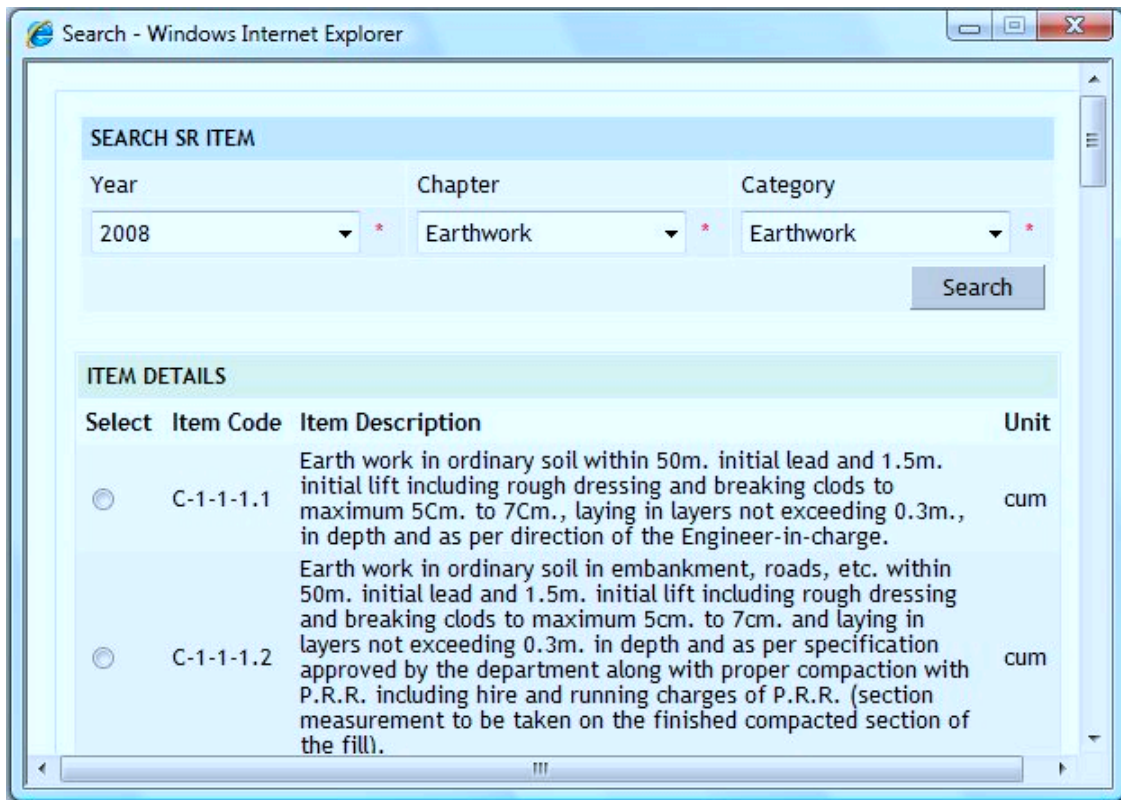 Search - Windows Internet Explorer
SEARCH SR ITEM
Year Chapter Category
2008 * Earthwork * Earthwork *
Search
ITEM DETAILS
Select Item Code Item Description Unit
Earth work in ordinary soil within 50m. initial lead and 1.5m.
initial lift including rough dressing and breaking clods to
C-1-1-1.1 maximum 5Cm. to 7Cm., laying in layers not exceeding 0.3m., cum
in depth and as per direction of the Engineer-in-charge.
Earth work in ordinary soil in embankment, roads, etc. within
50m. initial lead and 1.5m. initial lift including rough dressing
and breaking clods to maximum 5cm. to 7cm. and laying in
layers not exceeding 0.3m. in depth and as per specification
C-1-1-1.2 approved by the department along with proper compaction with cum
P.R.R. including hire and running charges of P.R.R. (section
measurement to be taken on the finished compacted section of
the fill).